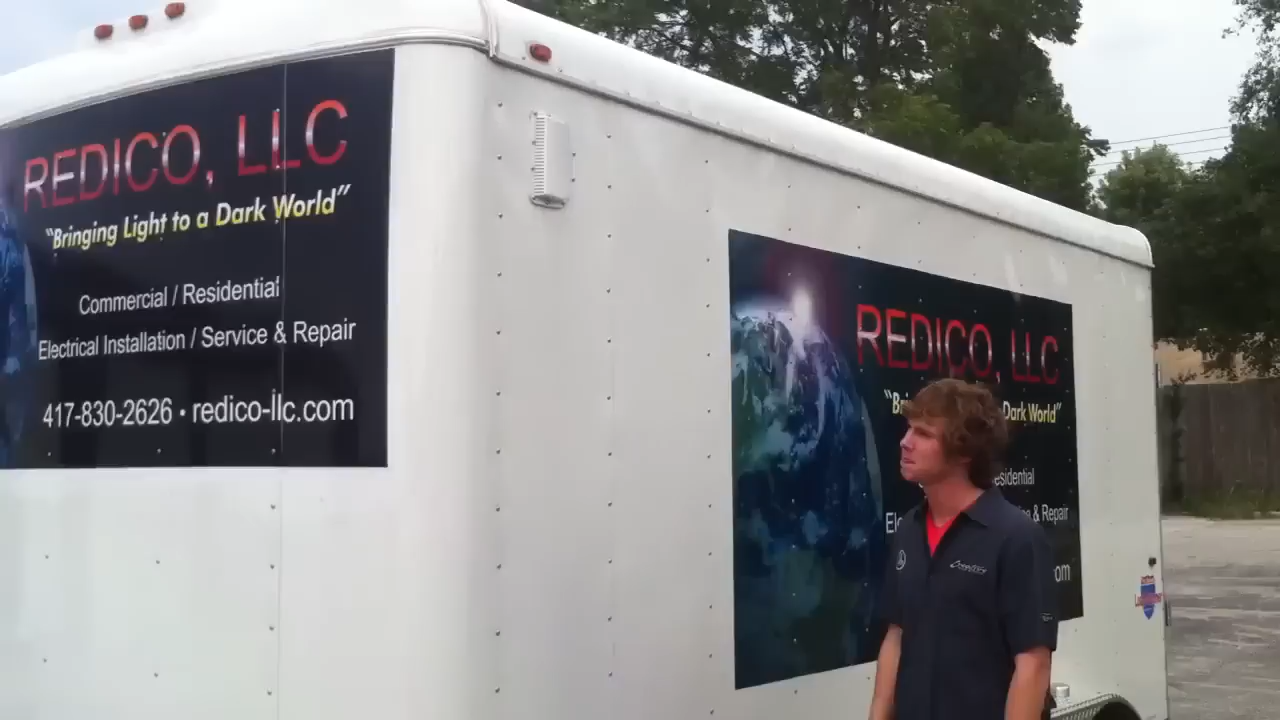 REDICO, LLC
"Bringing Light to a Dark World"
Commercial / Residential
Electrical Installation / Service & Repair
417-830-2626 • redico-llc.com
REDICO, LLC
"Bri Dark World"
esidential
Ele & Repair
om